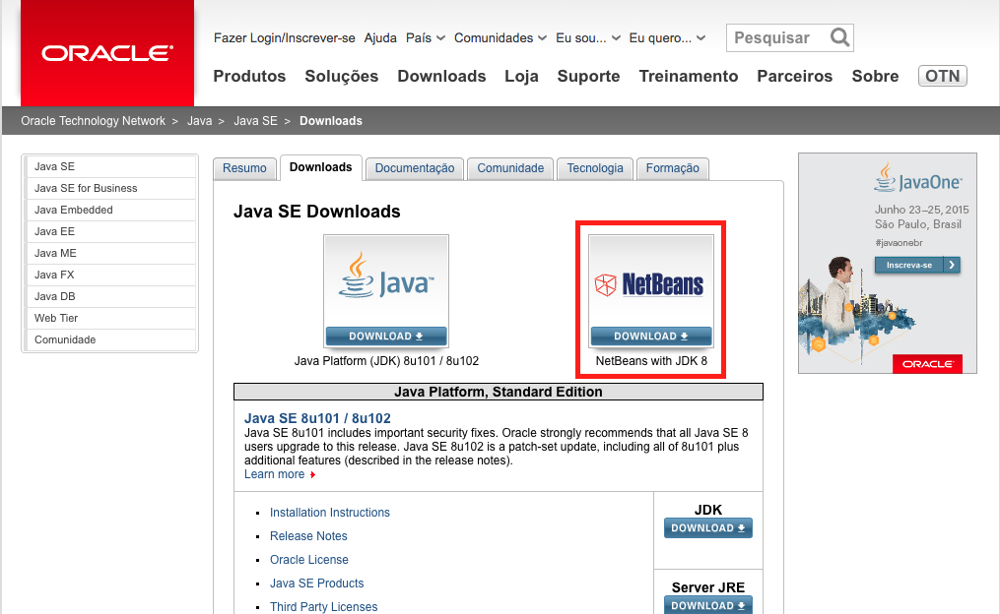 ORACLE
Fazer Login/Inscrever-se Ajuda País Comunidades Eu sou... Eu quero...
Pesquisar
Produtos Soluções Downloads Loja Suporte Treinamento Parceiros Sobre OTN
Oracle Technology Network > Java > Java SE > Downloads
Java SE
Java SE for Business
Java Embedded
Java EE
Java ME
Java FX
Java DB
Web Tier
Comunidade
Resumo Downloads Documentação Comunidade Tecnologia Formação
Java SE Downloads
Java
DOWNLOAD
Java Platform (JDK) 8u101 / 8u102
NetBeans
DOWNLOAD
NetBeans with JDK 8
Java Platform, Standard Edition
Java SE 8u101 / 8u102
Java SE 8u101 includes important security fixes. Oracle strongly recommends that all Java SE 8
users upgrade to this release. Java SE 8u102 is a patch-set update, including all of 8u101 plus
additional features (described in the release notes).
Learn more
Installation Instructions
Release Notes
Oracle License
Java SE Products
Third Party Licenses
JDK
DOWNLOAD
Server JRE
DOWNLOAD
JavaOne
Junho 23–25, 2015
São Paulo, Brasil
#javaonebr
Inscreva-se
ORACLE